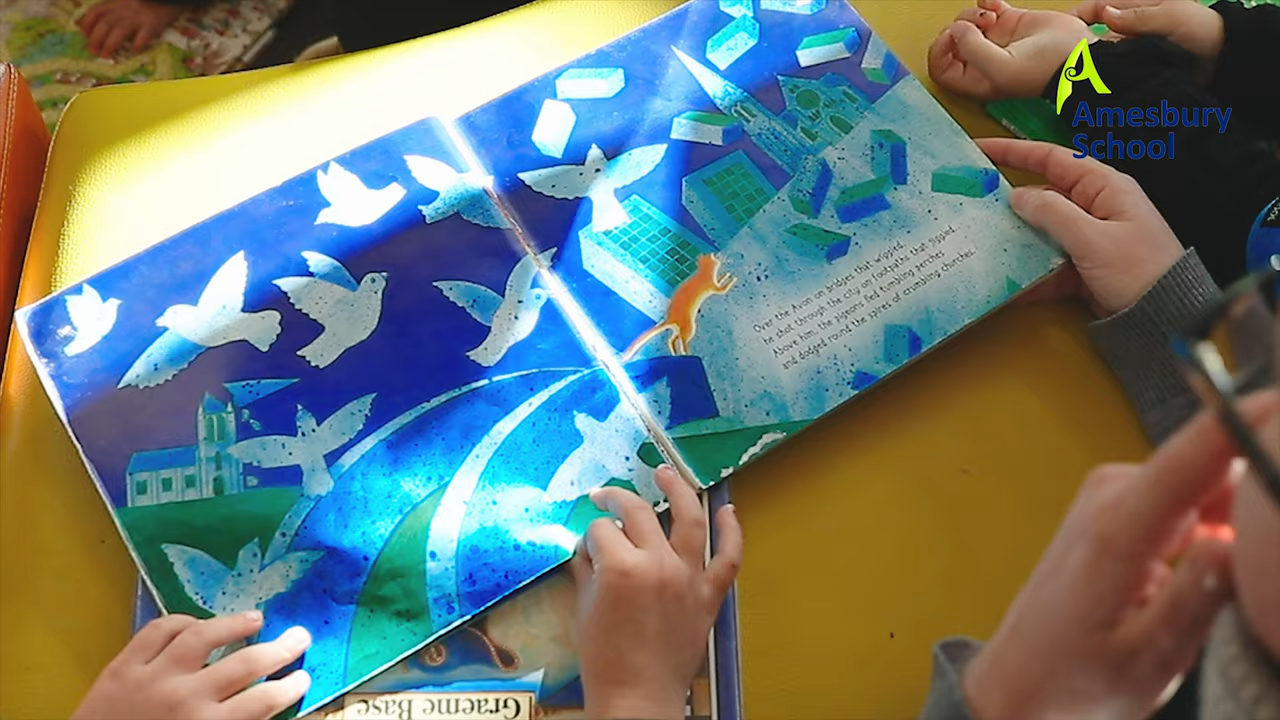 Amesbury
School
Over the Avon on bridges that wiggled,
he shot through the city on footpaths that jiggled.
Above him, the pigeons fled tumbling perches
and dodged round the spires of crumbling churches.
Graeme Base